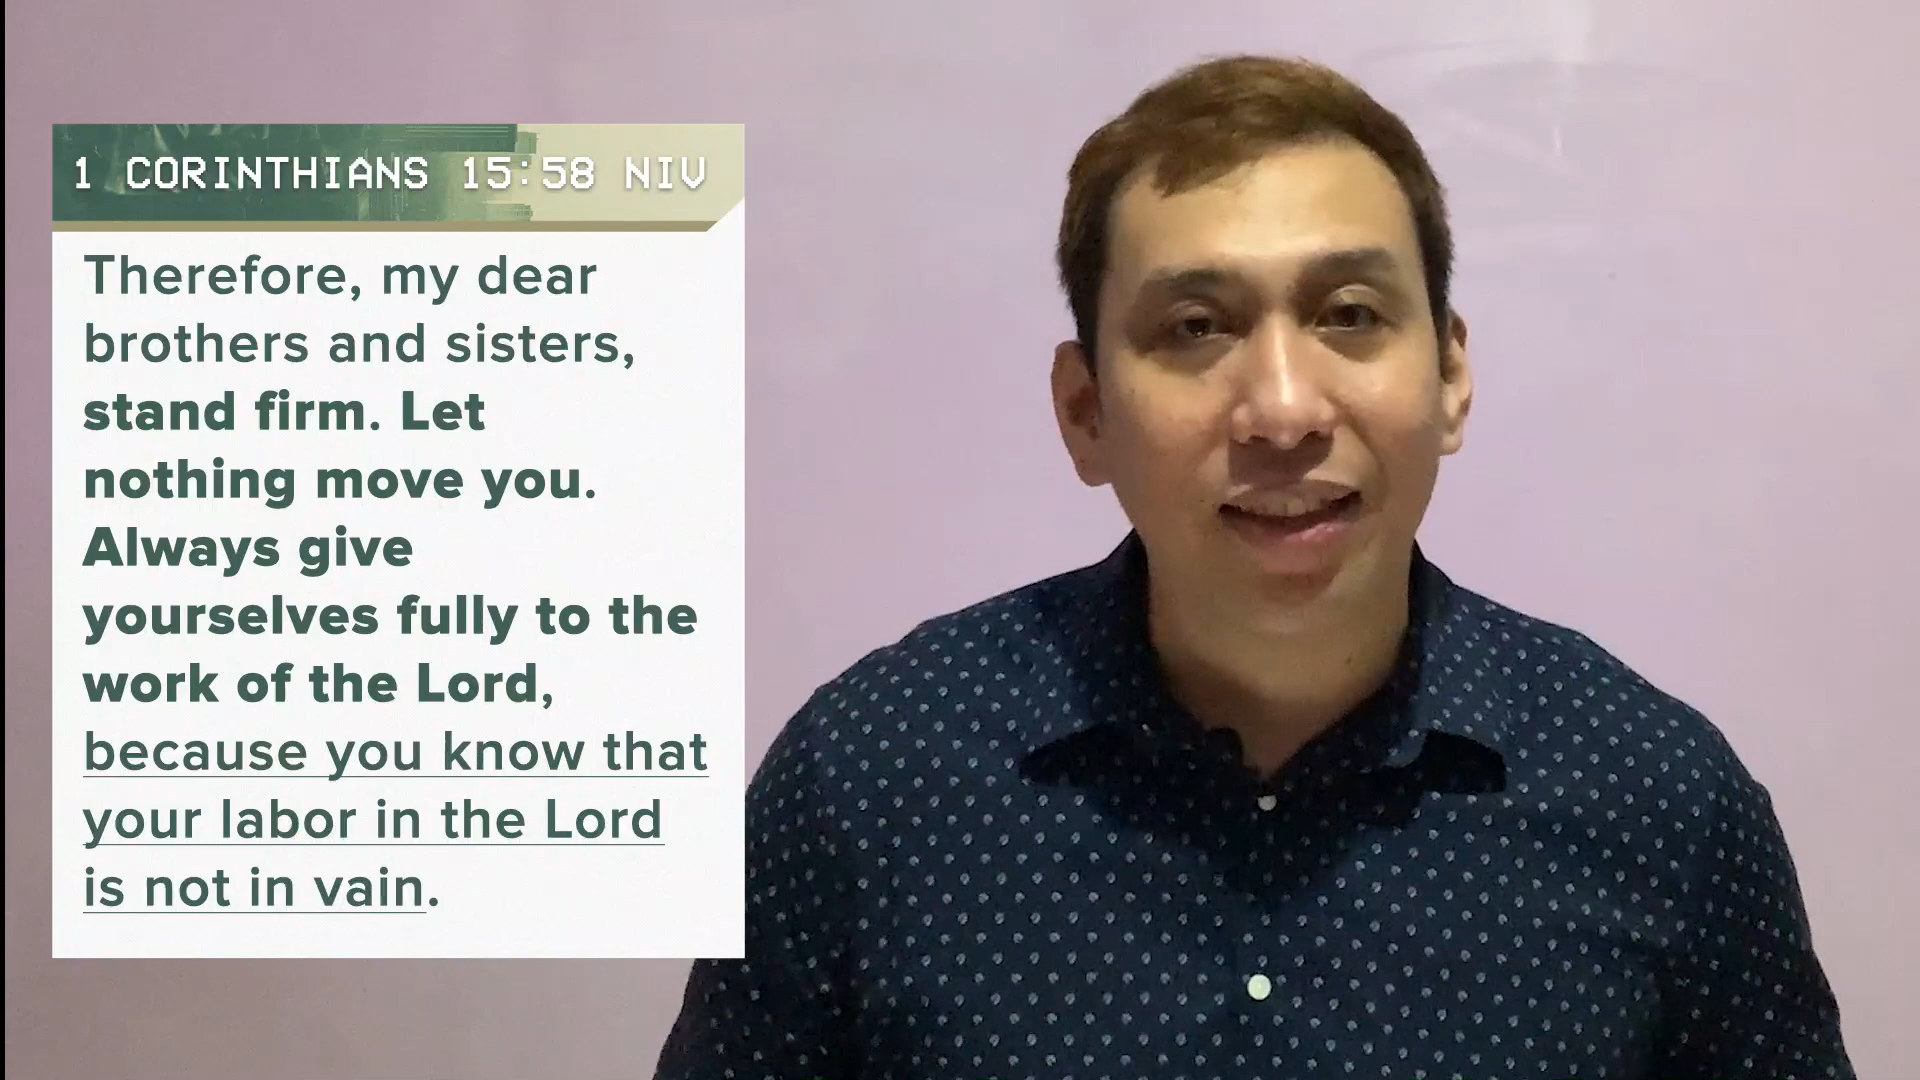 1 CORINTHIANS 15:58 NIV
Therefore, my dear
brothers and sisters,
stand firm. Let
nothing move you.
Always give
yourselves fully to the
work of the Lord,
because you know that
your labor in the Lord
is not in vain.